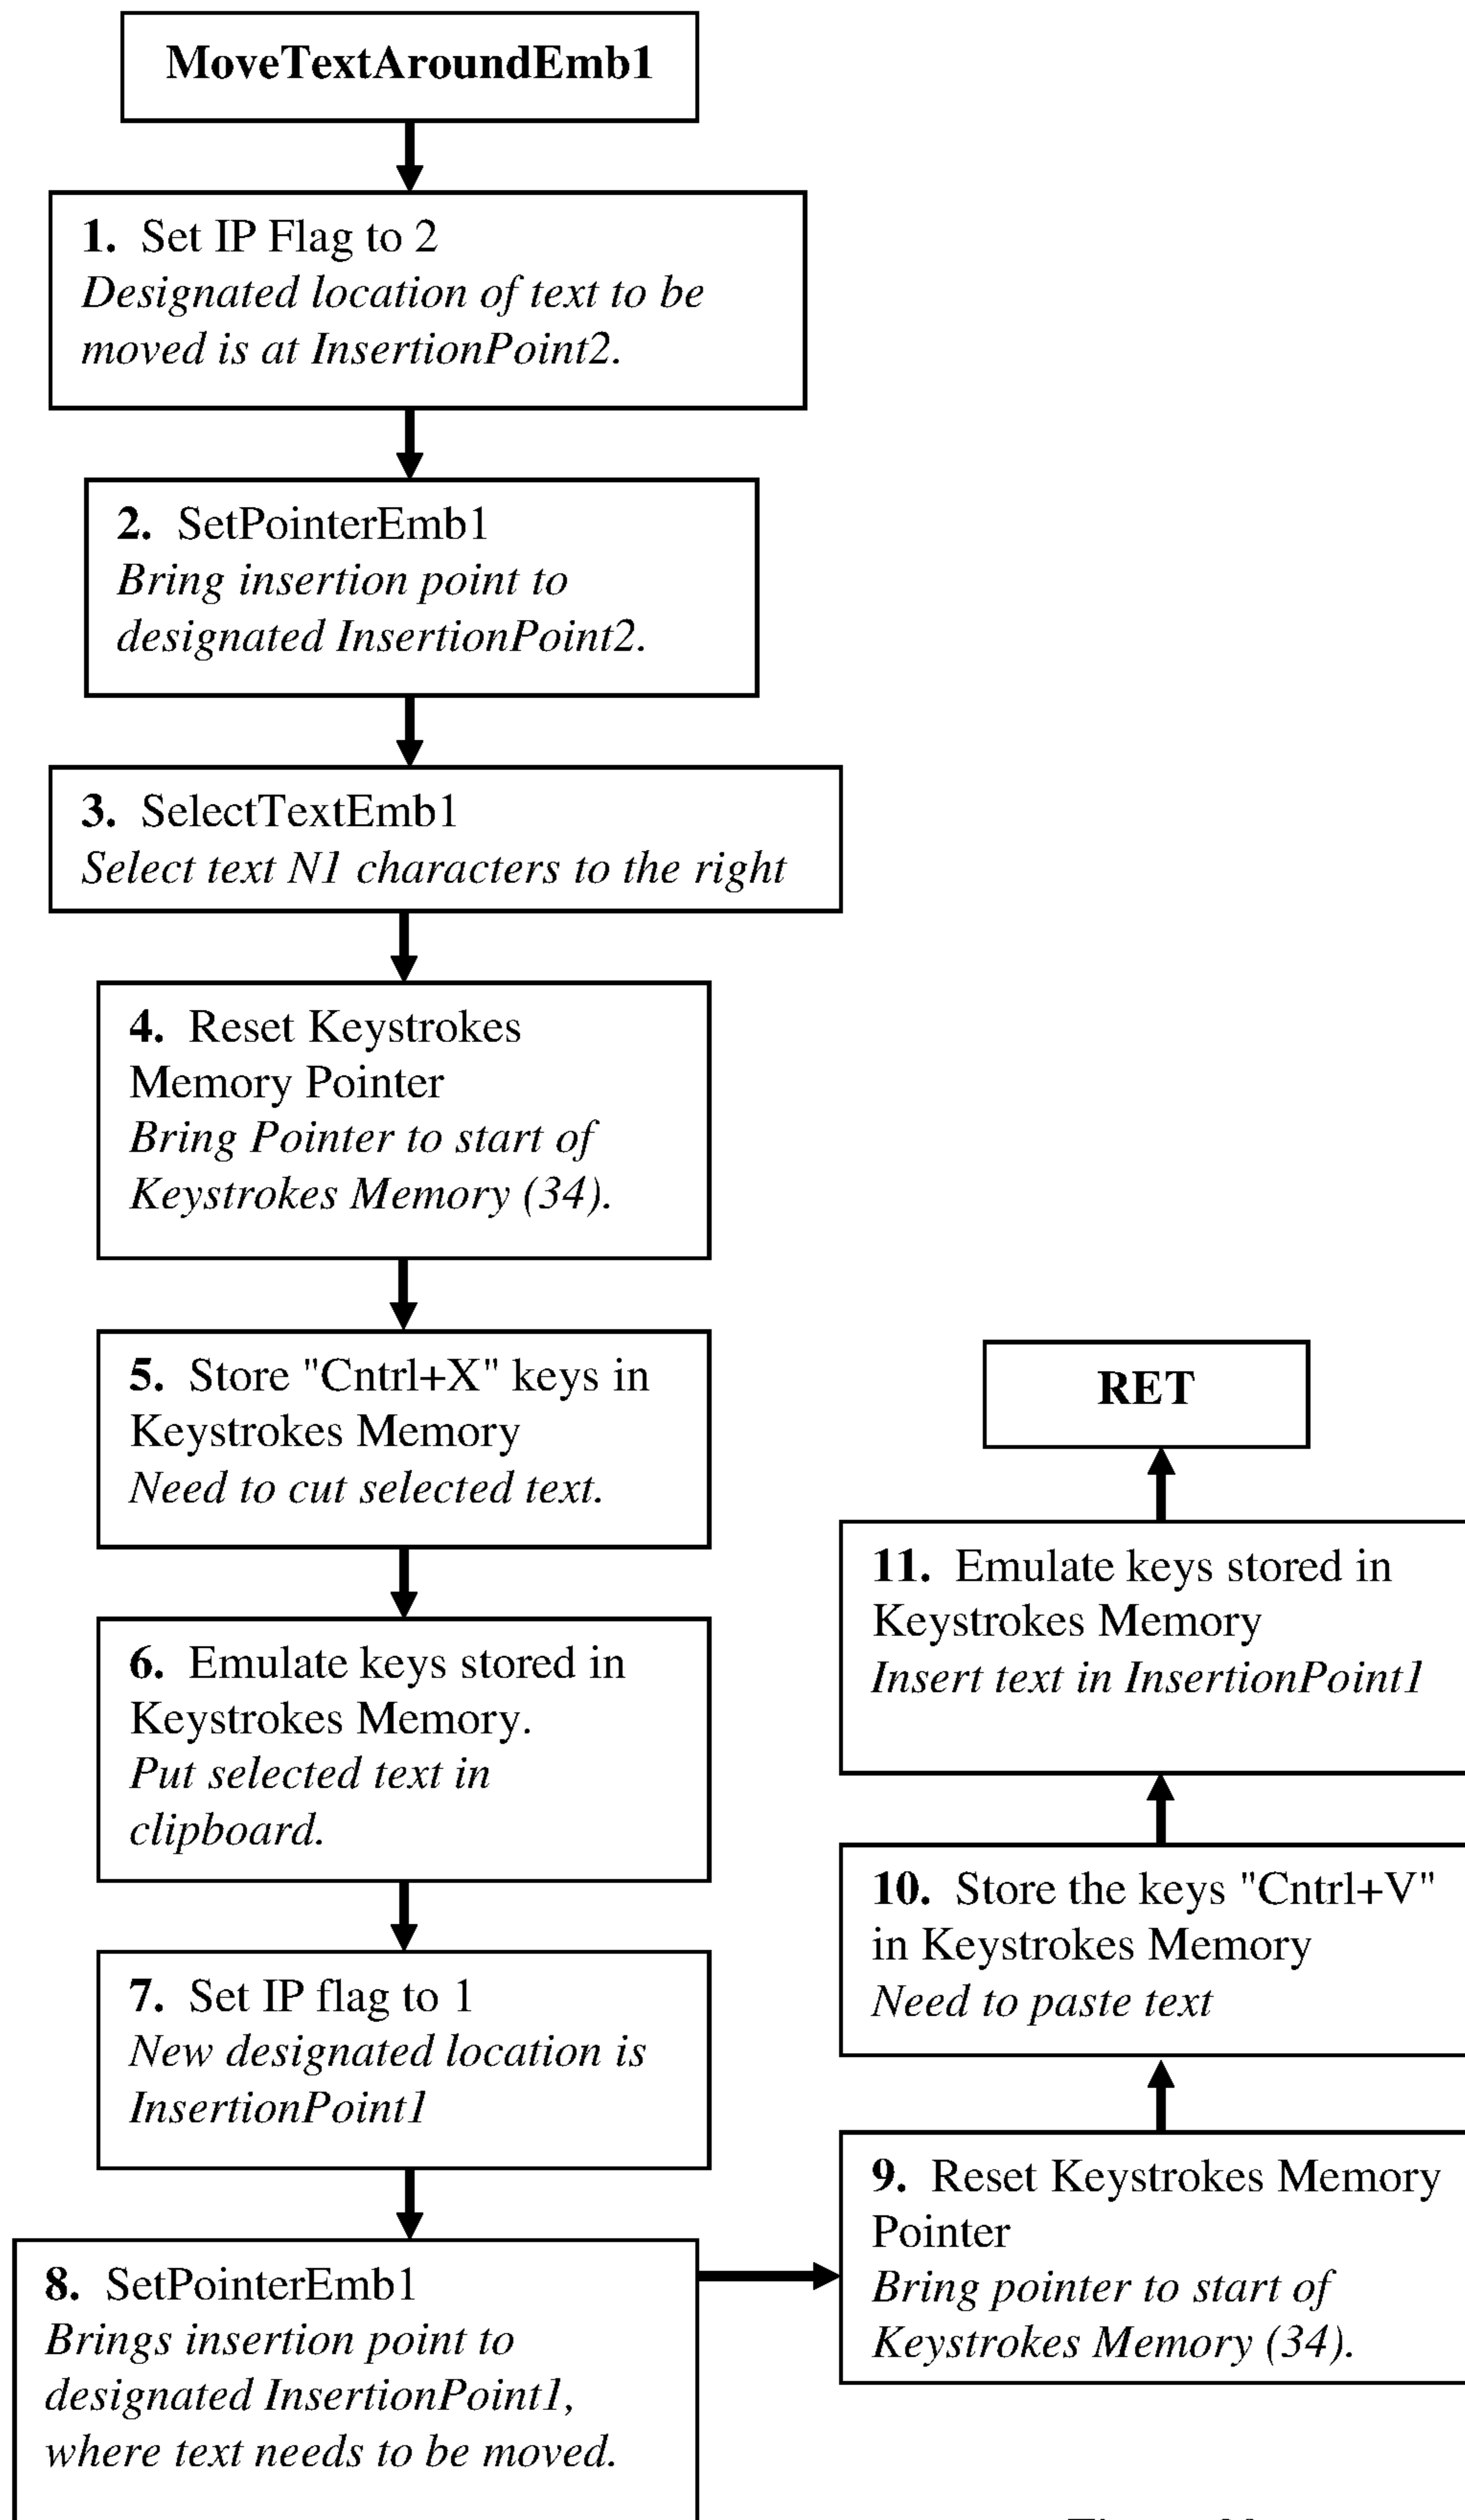 MoveTextAroundEmb1
1. Set IP Flag to 2
Designated location of text to be
moved is at InsertionPoint2.
2. SetPointerEmb1
Bring insertion point to
designated InsertionPoint2.
3. SelectTextEmb1
Select text N1 characters to the right
4. Reset Keystrokes
Memory Pointer
Bring Pointer to start of
Keystrokes Memory (34).
5. Store "Cntrl+X" keys in
Keystrokes Memory
Need to cut selected text.
6. Emulate keys stored in
Keystrokes Memory.
Put selected text in
clipboard.
7. Set IP flag to 1
New designated location is
InsertionPoint1
8. SetPointerEmb1
Brings insertion point to
designated InsertionPoint1,
where text needs to be moved.
9. Reset Keystrokes Memory
Pointer
Bring pointer to start of
Keystrokes Memory (34).
10. Store the keys "Cntrl+V"
in Keystrokes Memory
Need to paste text
11. Emulate keys stored in
Keystrokes Memory
Insert text in InsertionPoint1
RET